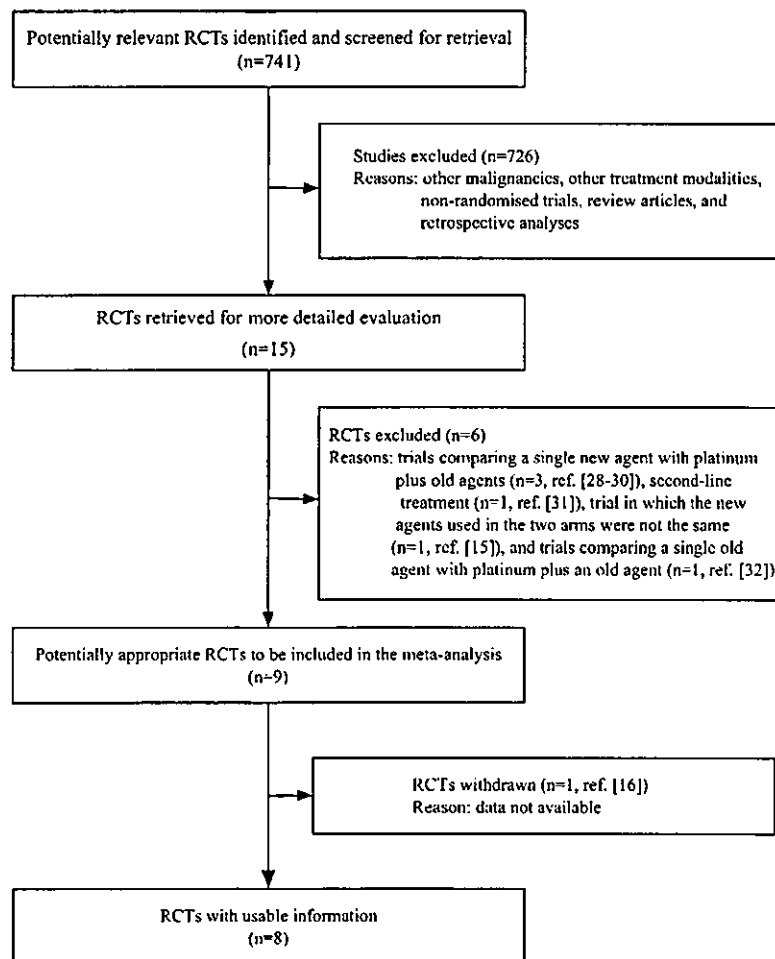 Potentially relevant RCTs identified and screened for retrieval
(n=741)
Studies excluded (n=726)
Reasons: other malignancies, other treatment modalities,
non-randomised trials, review articles, and
retrospective analyses
RCTs retrieved for more detailed evaluation
(n=15)
RCTs excluded (n=6)
Reasons: trials comparing a single new agent with platinum
plus old agents (n=3, ref. [28-30]), second-line
treatment (n=1, ref. [31]), trial in which the new
agents used in the two arms were not the same
(n=1, ref. [15]), and trials comparing a single old
agent with platinum plus an old agent (n=1, ref. [32])
Potentially appropriate RCTs to be included in the meta-analysis
(n=9)
RCTs withdrawn (n=1, ref. [16])
Reason: data not available
RCTs with usable information
(n=8)